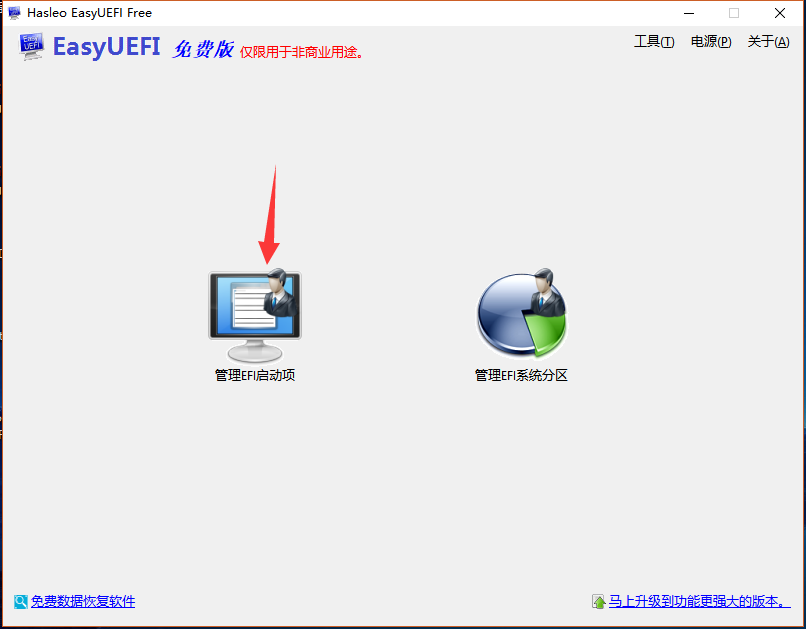 Hasleo EasyUEFI Free
EasyUEFI 免费版 仅限用于非商业用途。
工具(T) 电源(P) 关于(A)
管理EFI启动项
管理EFI系统分区
免费数据恢复软件
马上升级到功能更强大的版本。